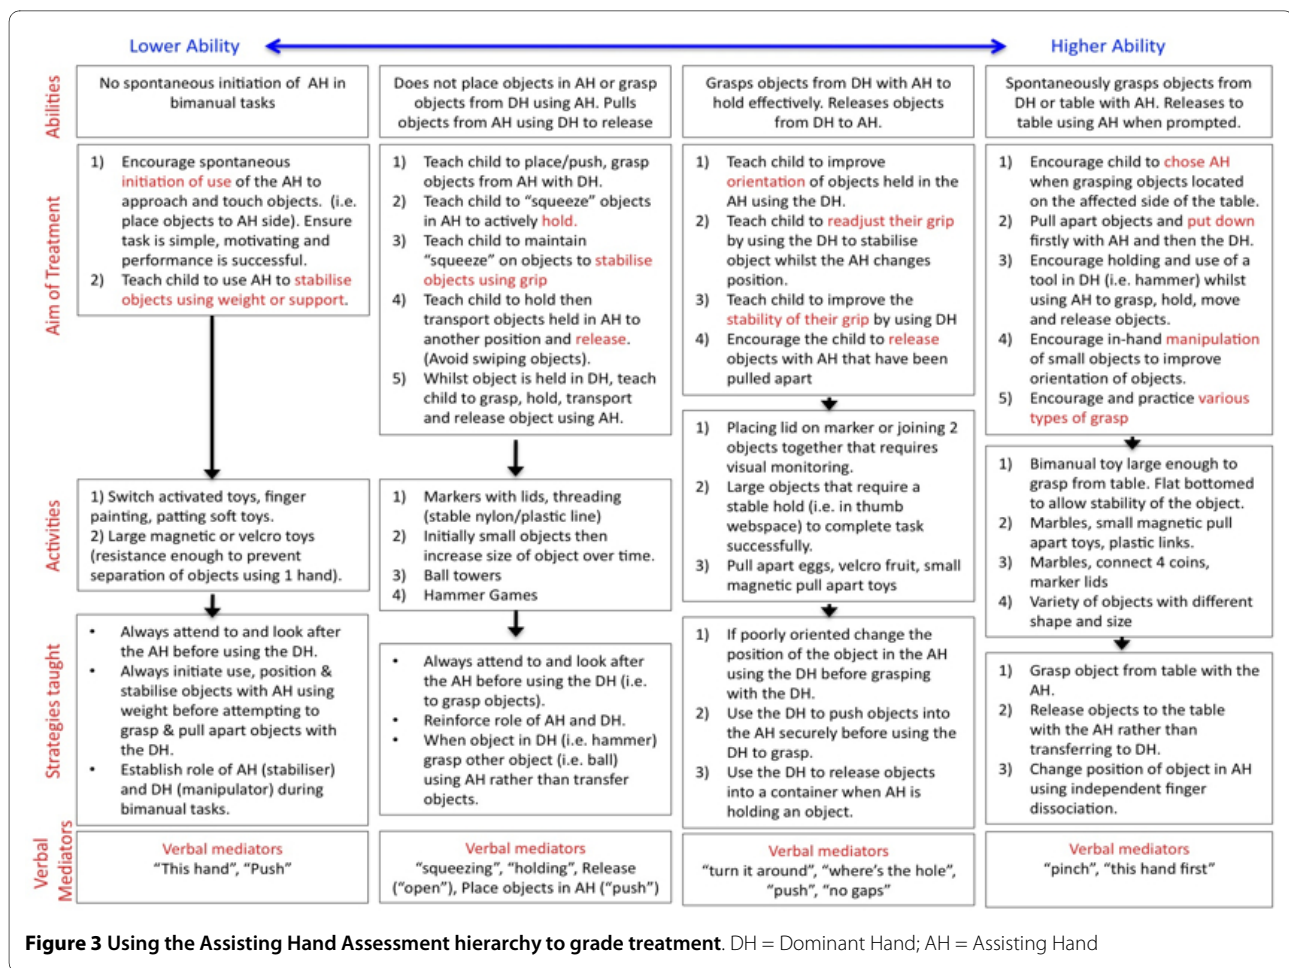 Lower Ability
Higher Ability
Abilities
No spontaneous initiation of AH in
bimanual tasks
Does not place objects in AH or grasp
objects from DH using AH. Pulls
objects from AH using DH to release
Grasps objects from DH with AH to
hold effectively. Releases objects
from DH to AH.
Spontaneously grasps objects from
DH or table with AH. Releases to
table using AH when prompted.
Aim of Treatment
1) Encourage spontaneous
initiation of use of the AH to
approach and touch objects. (i.e.
place objects to AH side). Ensure
task is simple, motivating and
performance is successful.
2) Teach child to use AH to stabilise
objects using weight or support.
1) Teach child to place/push, grasp
objects from AH with DH.
2) Teach child to “squeeze” objects
in AH to actively hold.
3) Teach child to maintain
“squeeze” on objects to stabilise
objects using grip
4) Teach child to hold then
transport objects held in AH to
another position and release.
(Avoid swiping objects).
5) Whilst object is held in DH, teach
child to grasp, hold, transport
and release object using AH.
1) Teach child to improve
orientation of objects held in the
AH using the DH.
2) Teach child to readjust their grip
by using the DH to stabilise
object whilst the AH changes
position.
3) Teach child to improve the
stability of their grip by using DH
4) Encourage the child to release
objects with AH that have been
pulled apart
1) Encourage child to chose AH
when grasping objects located
on the affected side of the table.
2) Pull apart objects and put down
firstly with AH and then the DH.
3) Encourage holding and use of a
tool in DH (i.e. hammer) whilst
using AH to grasp, hold, move
and release objects.
4) Encourage in-hand manipulation
of small objects to improve
orientation of objects.
5) Encourage and practice various
types of grasp
Activities
1) Switch activated toys, finger
painting, patting soft toys.
2) Large magnetic or velcro toys
(resistance enough to prevent
separation of objects using 1 hand).
1) Markers with lids, threading
(stable nylon/plastic line)
2) Initially small objects then
increase size of object over time.
3) Ball towers
4) Hammer Games
1) Placing lid on marker or joining 2
objects together that requires
visual monitoring.
2) Large objects that require a
stable hold (i.e. in thumb
webspace) to complete task
successfully.
3) Pull apart eggs, velcro fruit, small
magnetic pull apart toys
1) Bimanual toy large enough to
grasp from table. Flat bottomed
to allow stability of the object.
2) Marbles, small magnetic pull
apart toys, plastic links.
3) Marbles, connect 4 coins,
marker lids
4) Variety of objects with different
shape and size
Strategies taught
• Always attend to and look after
the AH before using the DH.
• Always initiate use, position &
stabilise objects with AH using
weight before attempting to
grasp & pull apart objects with
the DH.
• Establish role of AH (stabiliser)
and DH (manipulator) during
bimanual tasks.
• Always attend to and look after
the AH before using the DH (i.e.
to grasp objects).
• Reinforce role of AH and DH.
• When object in DH (i.e. hammer)
grasp other object (i.e. ball)
using AH rather than transfer
objects.
1) If poorly oriented change the
position of the object in the AH
using the DH before grasping
with the DH.
2) Use the DH to push objects into
the AH securely before using the
DH to grasp.
3) Use the DH to release objects
into a container when AH is
holding an object.
1) Grasp object from table with the
AH.
2) Release objects to the table
with the AH rather than
transferring to DH.
3) Change position of object in AH
using independent finger
dissociation.
Verbal
Mediators
Verbal mediators
“This hand”, “Push”
Verbal mediators
“squeezing”, “holding”, Release
(“open”), Place objects in AH (“push”)
Verbal mediators
“turn it around”, “where’s the hole”,
“push”, “no gaps”
Verbal mediators
“pinch”, “this hand first”
Figure 3 Using the Assisting Hand Assessment hierarchy to grade treatment. DH = Dominant Hand; AH = Assisting Hand